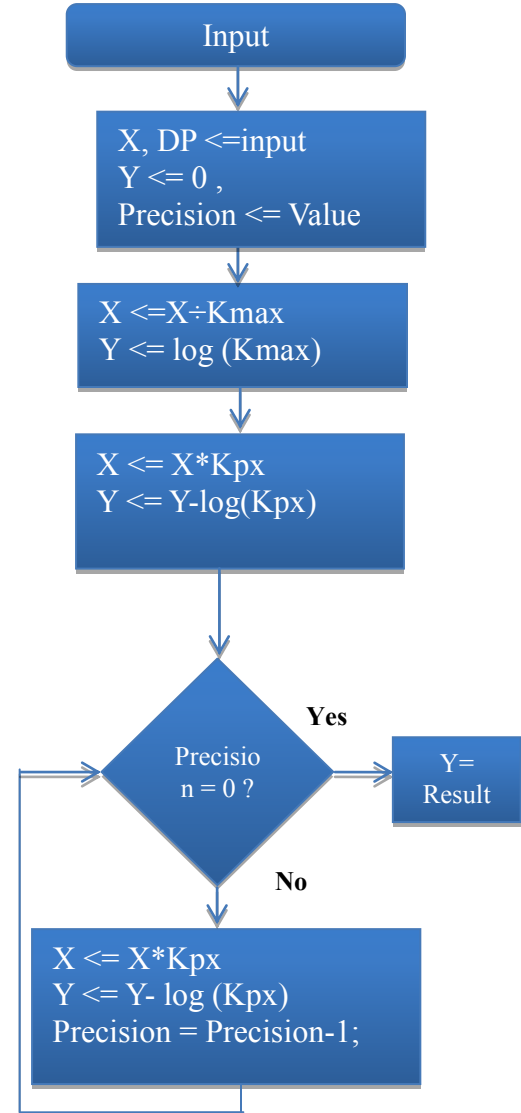 Input
X, DP <=input
Y <= 0 ,
Precision <= Value
X <=X÷Kmax
Y <= log (Kmax)
X <= X*Kpx
Y <= Y-log(Kpx)
Yes
Precisio
n = 0 ?
Y=
Result
No
X <= X*Kpx
Y <= Y- log (Kpx)
Precision = Precision-1;